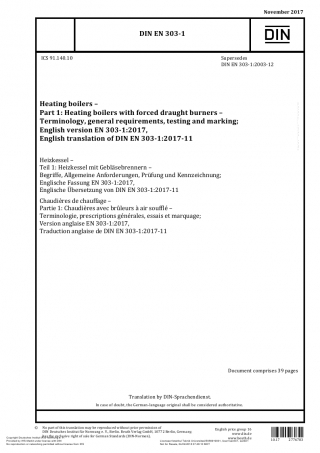 November 2017
DIN EN 303-1
DIN
ICS 91.140.10
Supersedes
DIN EN 303-1:2003-12
Heating boilers –
Part 1: Heating boilers with forced draught burners –
Terminology, general requirements, testing and marking;
English version EN 303-1:2017,
English translation of DIN EN 303-1:2017-11
Heizkessel –
Teil 1: Heizkessel mit Gebläsebrennern –
Begriffe, Allgemeine Anforderungen, Prüfung und Kennzeichnung;
Englische Fassung EN 303-1:2017,
Englische Übersetzung von DIN EN 303-1:2017-11
Chaudières de chauffage –
Partie 1: Chaudières avec brûleurs à air soufflé –
Terminologie, prescriptions générales, essais et marquage;
Version anglaise EN 303-1:2017,
Traduction anglaise de DIN EN 303-1:2017-11
Document comprises 39 pages
Translation by DIN-Sprachendienst.
In case of doubt, the German-language original shall be considered authoritative.
No part of this translation may be reproduced without prior permission of
DIN Deutsches Institut für Normung e. V., Berlin. Beuth Verlag GmbH, 10772 Berlin, Germany,
has the exclusive right of sale for German Standards (DIN-Normen).
English price group 16
www.din.de
www.beuth.de